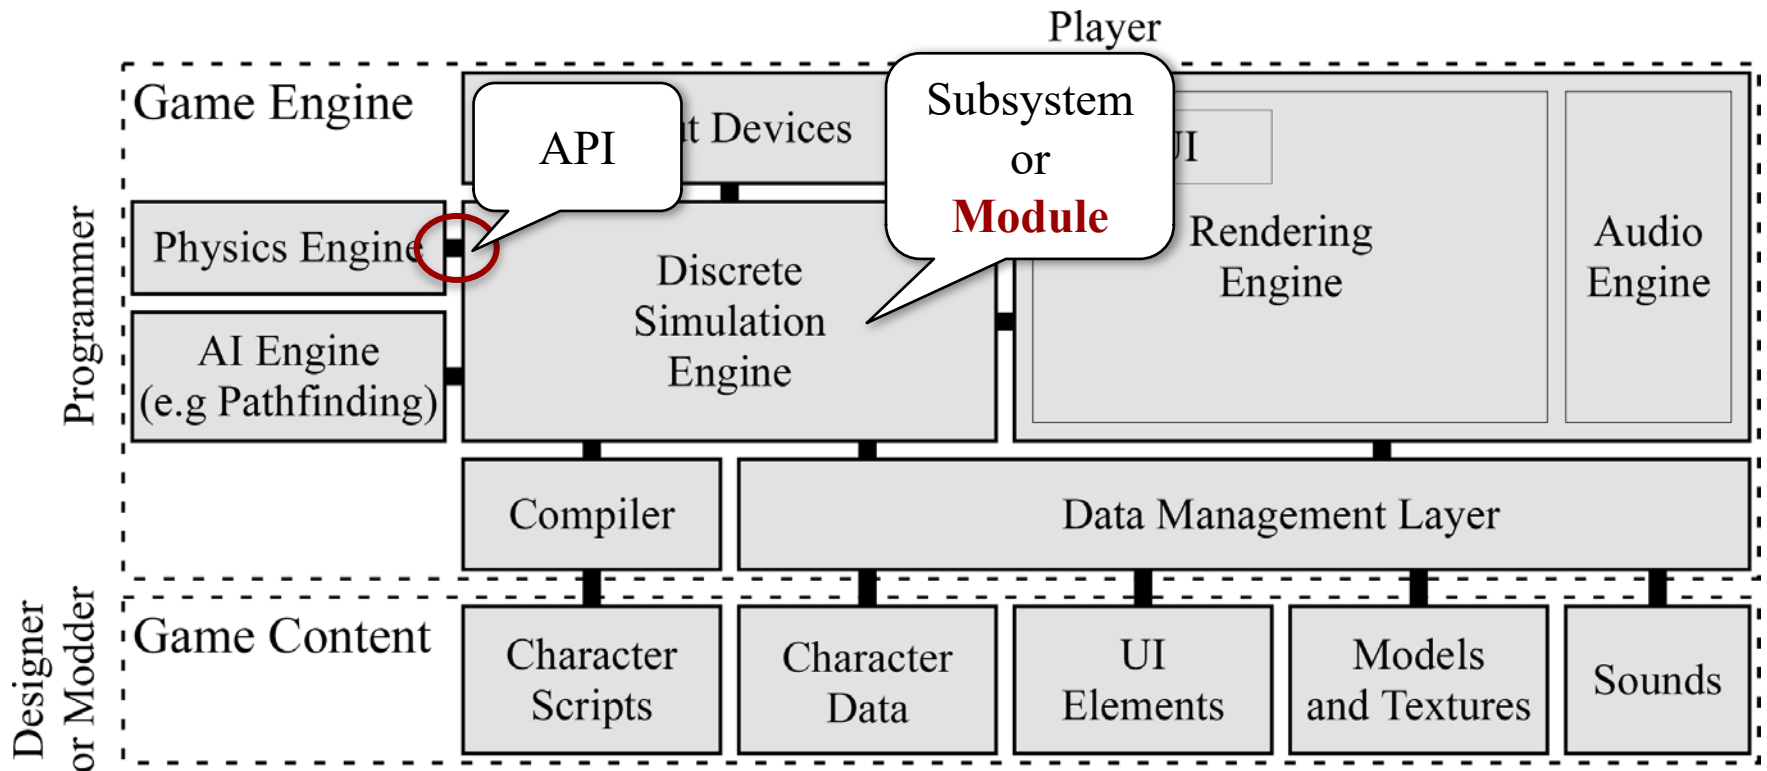 Player
Game Engine
API
t Devices
Subsystem
or
Module
UI
Physics Engine
Discrete
Simulation
Engine
Rendering
Engine
Audio
Engine
AI Engine
(e.g Pathfinding)
Programmer
Compiler
Data Management Layer
Designer
or Modder
Game Content
Character
Scripts
Character
Data
UI
Elements
Models
and Textures
Sounds